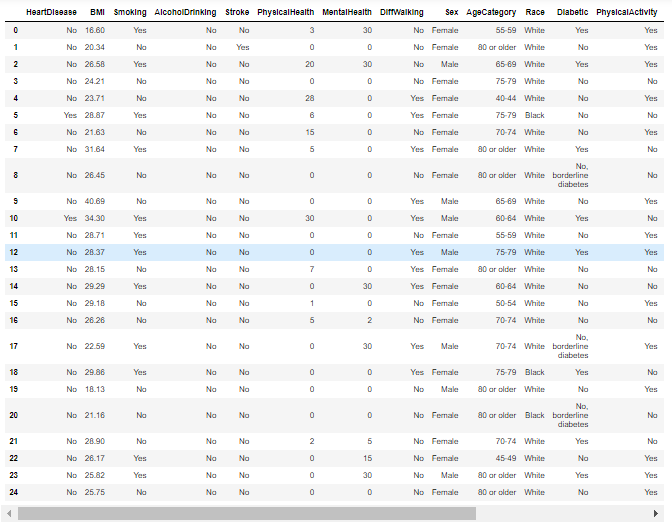 HeartDisease BMI Smoking AlcoholDrinking Stroke PhysicalHealth MentalHealth DiffWalking Sex AgeCategory Race Diabetic PhysicalActivity
0 No 16.60 Yes No No 3 30 No Female 55-59 White Yes Yes
1 No 20.34 No No Yes 0 0 No Female 80 or older White No Yes
2 No 26.58 Yes No No 20 30 No Male 65-69 White Yes Yes
3 No 24.21 No No No 0 0 No Female 75-79 White No No
4 No 23.71 No No No 28 0 Yes Female 40-44 White No Yes
5 Yes 28.87 Yes No No 6 0 Yes Female 75-79 Black No No
6 No 21.63 No No No 15 0 No Female 70-74 White No Yes
7 No 31.64 Yes No No 5 0 Yes Female 80 or older White Yes No
8 No 26.45 No No No 0 0 No Female 80 or older White No, borderline diabetes No
9 No 40.69 No No No 0 0 Yes Male 65-69 White No Yes
10 Yes 34.30 Yes No No 30 0 Yes Male 60-64 White Yes No
11 No 28.71 Yes No No 0 0 No Female 55-59 White No Yes
12 No 28.37 Yes No No 0 0 Yes Male 75-79 White Yes Yes
13 No 28.15 No No No 7 0 Yes Female 80 or older White No No
14 No 29.29 Yes No No 0 30 Yes Female 60-64 White No No
15 No 29.18 No No No 1 0 No Female 50-54 White No Yes
16 No 26.26 No No No 5 2 No Female 70-74 White No No
17 No 22.59 Yes No No 0 30 Yes Male 70-74 White No, borderline diabetes Yes
18 No 29.86 Yes No No 0 0 Yes Female 75-79 Black Yes No
19 No 18.13 No No No 0 0 No Male 80 or older White No Yes
20 No 21.16 No No No 0 0 No Female 80 or older Black No, borderline diabetes No
21 No 28.90 No No No 2 5 No Female 70-74 White Yes No
22 No 26.17 Yes No No 0 15 No Female 45-49 White No Yes
23 No 25.82 Yes No No 0 30 No Male 80 or older White Yes Yes
24 No 25.75 No No No 0 0 No Female 80 or older White No Yes